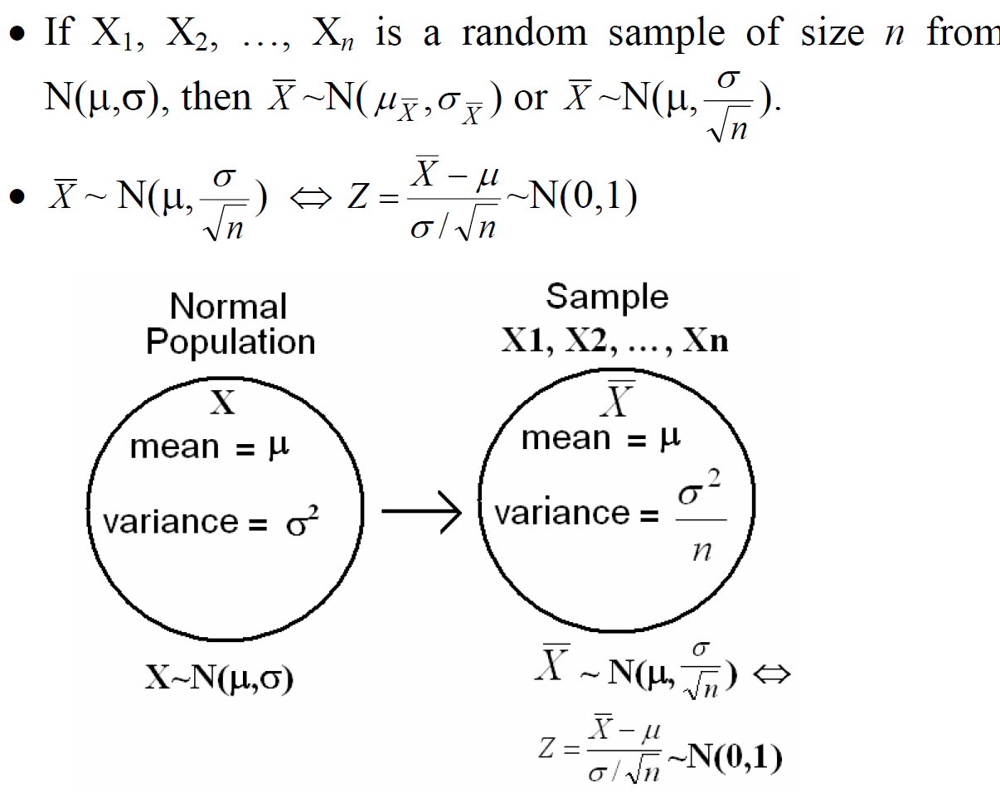 • If X₁, X₂, …, Xₙ is a random sample of size n from
N(μ,σ), then X̅ ~N( μ_X̅ , σ_X̅ ) or X̅ ~N(μ, σ/√n ).
• X̅ ~ N(μ, σ/√n ) ⇔ Z = (X̅ − μ)/(σ/√n) ~N(0,1)
Normal
Population
X
mean = μ
variance = σ²
X~N(μ,σ)
Sample
X1, X2, …, Xn
X̅
mean = μ
variance = σ²/n
X̅ ~ N(μ, σ/√n ) ⇔
Z = (X̅ − μ)/(σ/√n) ~N(0,1)